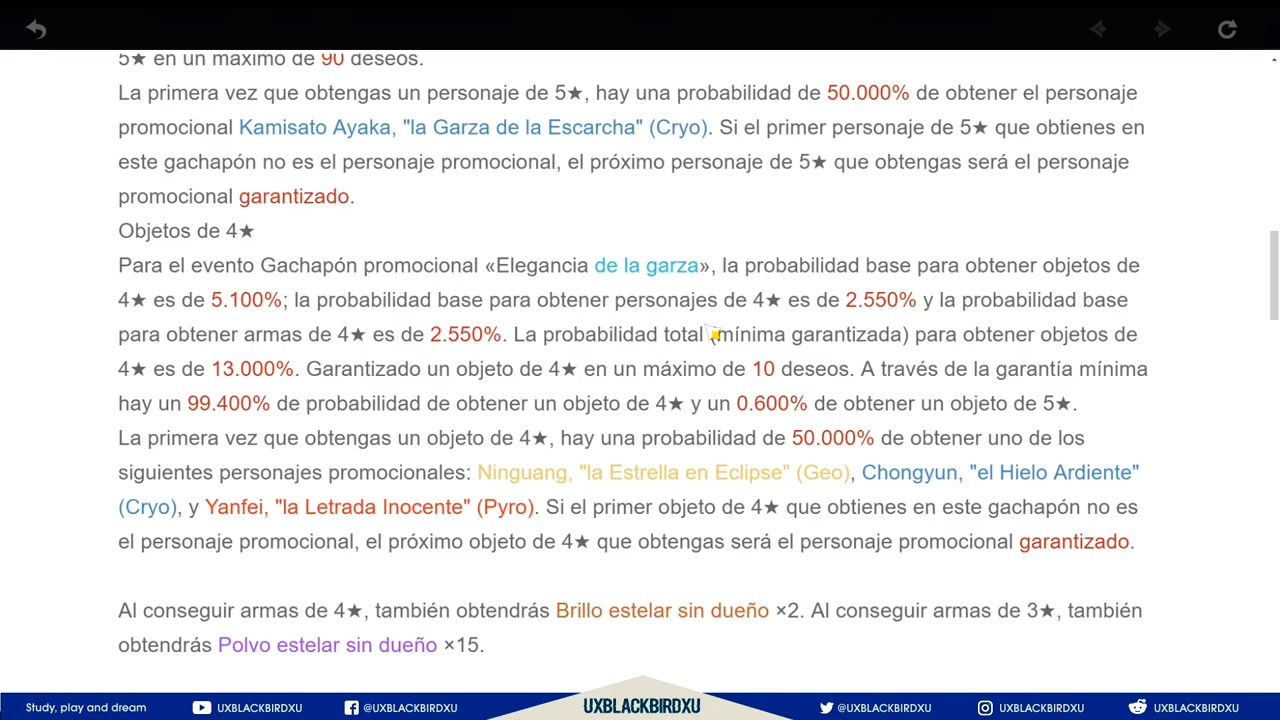 5★ en un máximo de 90 deseos.
La primera vez que obtengas un personaje de 5★, hay una probabilidad de 50.000% de obtener el personaje
promocional Kamisato Ayaka, "la Garza de la Escarcha" (Cryo). Si el primer personaje de 5★ que obtienes en
este gachapón no es el personaje promocional, el próximo personaje de 5★ que obtengas será el personaje
promocional garantizado.
Objetos de 4★
Para el evento Gachapón promocional «Elegancia de la garza», la probabilidad base para obtener objetos de
4★ es de 5.100%; la probabilidad base para obtener personajes de 4★ es de 2.550% y la probabilidad base
para obtener armas de 4★ es de 2.550%. La probabilidad total (mínima garantizada) para obtener objetos de
4★ es de 13.000%. Garantizado un objeto de 4★ en un máximo de 10 deseos. A través de la garantía mínima
hay un 99.400% de probabilidad de obtener un objeto de 4★ y un 0.600% de obtener un objeto de 5★.
La primera vez que obtengas un objeto de 4★, hay una probabilidad de 50.000% de obtener uno de los
siguientes personajes promocionales: Ninguang, "la Estrella en Eclipse" (Geo), Chongyun, "el Hielo Ardiente"
(Cryo), y Yanfei, "la Letrada Inocente" (Pyro). Si el primer objeto de 4★ que obtienes en este gachapón no es
el personaje promocional, el próximo objeto de 4★ que obtengas será el personaje promocional garantizado.
Al conseguir armas de 4★, también obtendrás Brillo estelar sin dueño ×2. Al conseguir armas de 3★, también
obtendrás Polvo estelar sin dueño ×15.
Study, play and dream UXBLACKBIRDXU @UXBLACKBIRDXU UXBLACKBIRDXU @UXBLACKBIRDXU UXBLACKBIRDXU UXBLACKBIRDXU